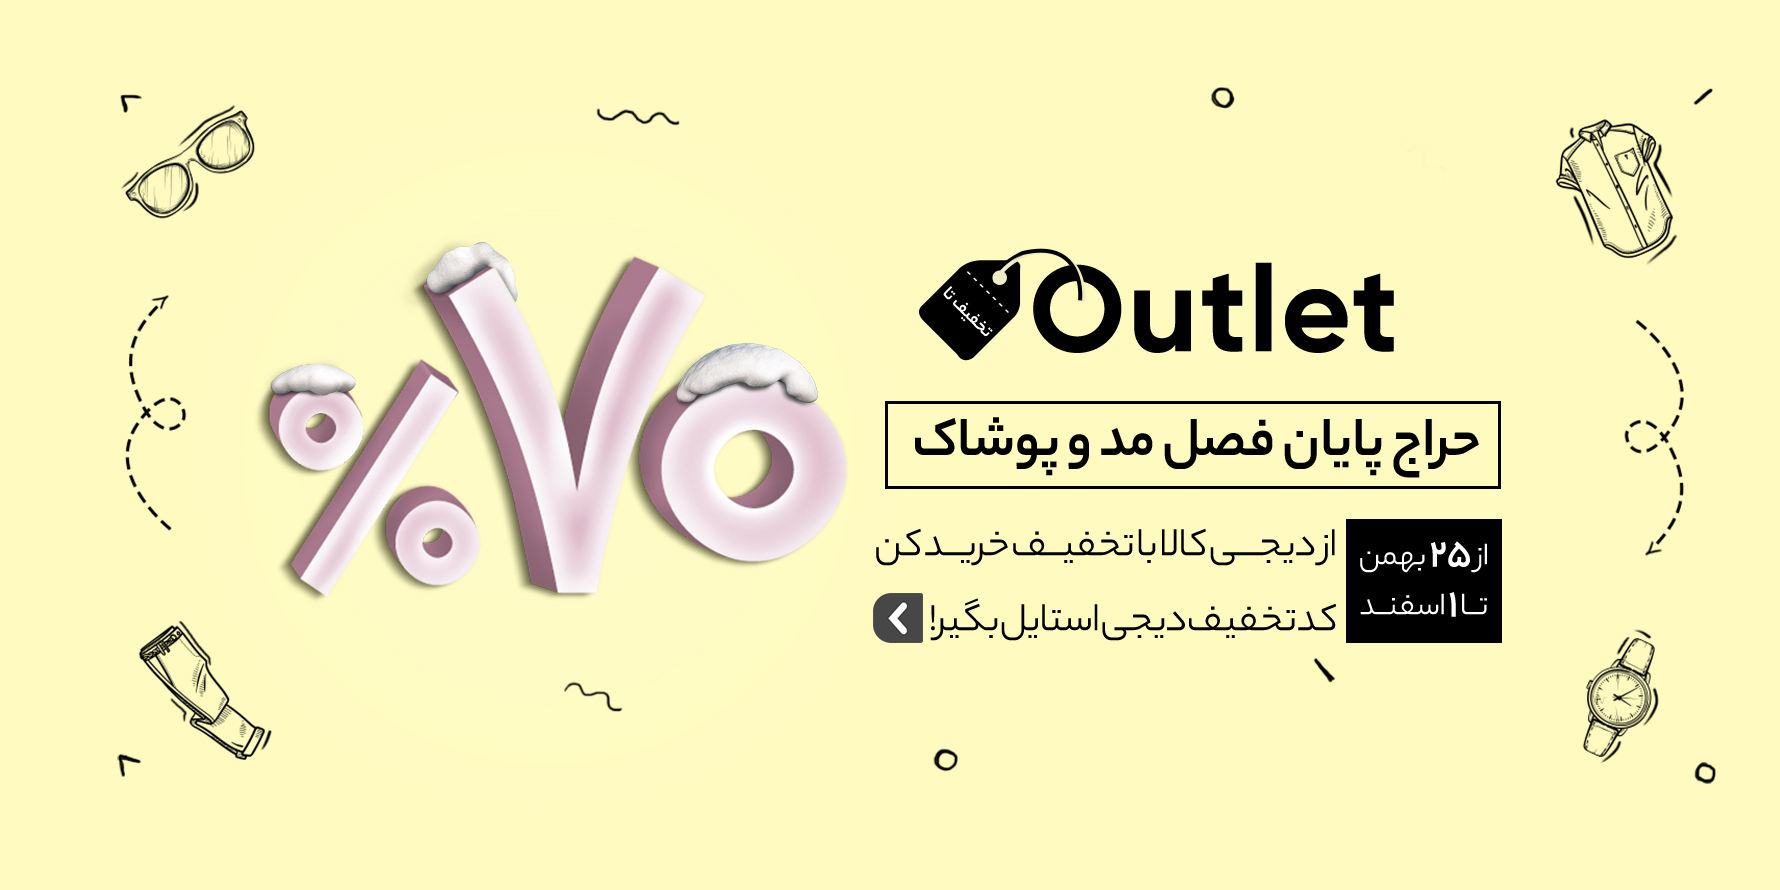 Outlet
تخفیف تا
%۷۰
حراج پایان فصل مد و پوشاک
از ۲۵ بهمن
تا ۱ اسفند
از دیجی کالا با تخفیف خرید کن
کد تخفیف دیجی استایل بگیر!